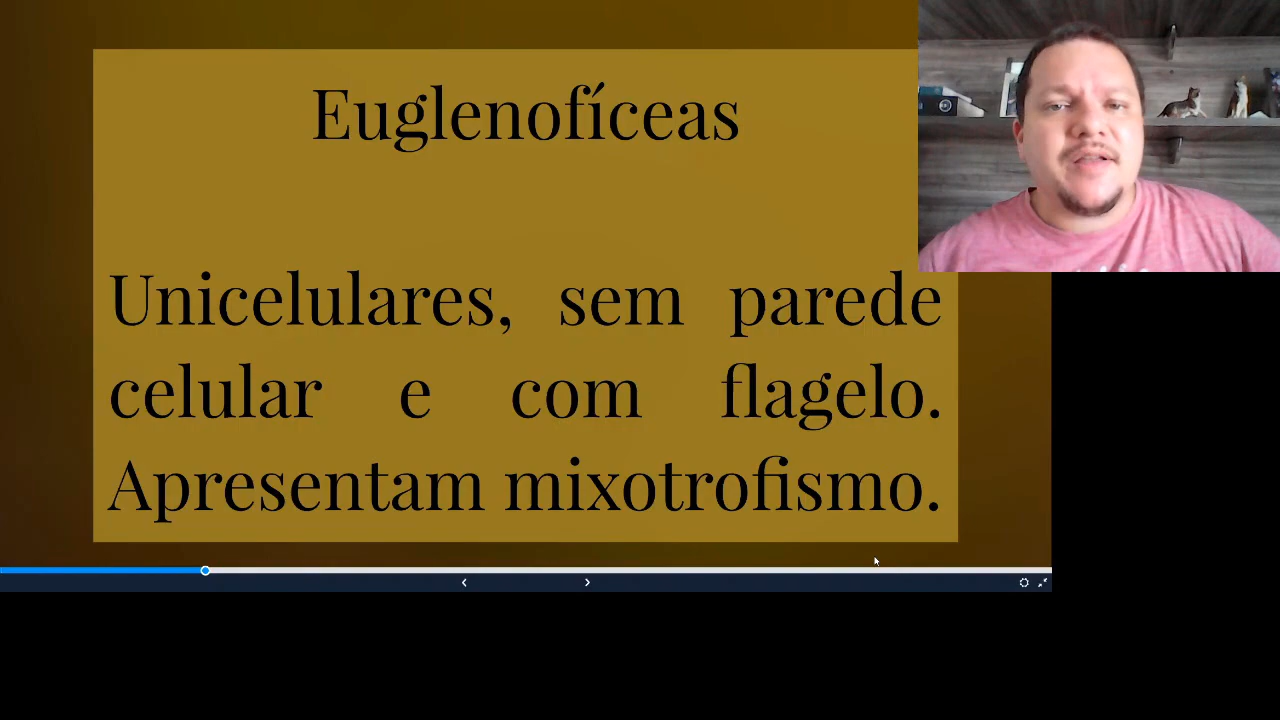 Euglenofíceas
Unicelulares, sem parede
celular e com flagelo.
Apresentam mixotrofismo.